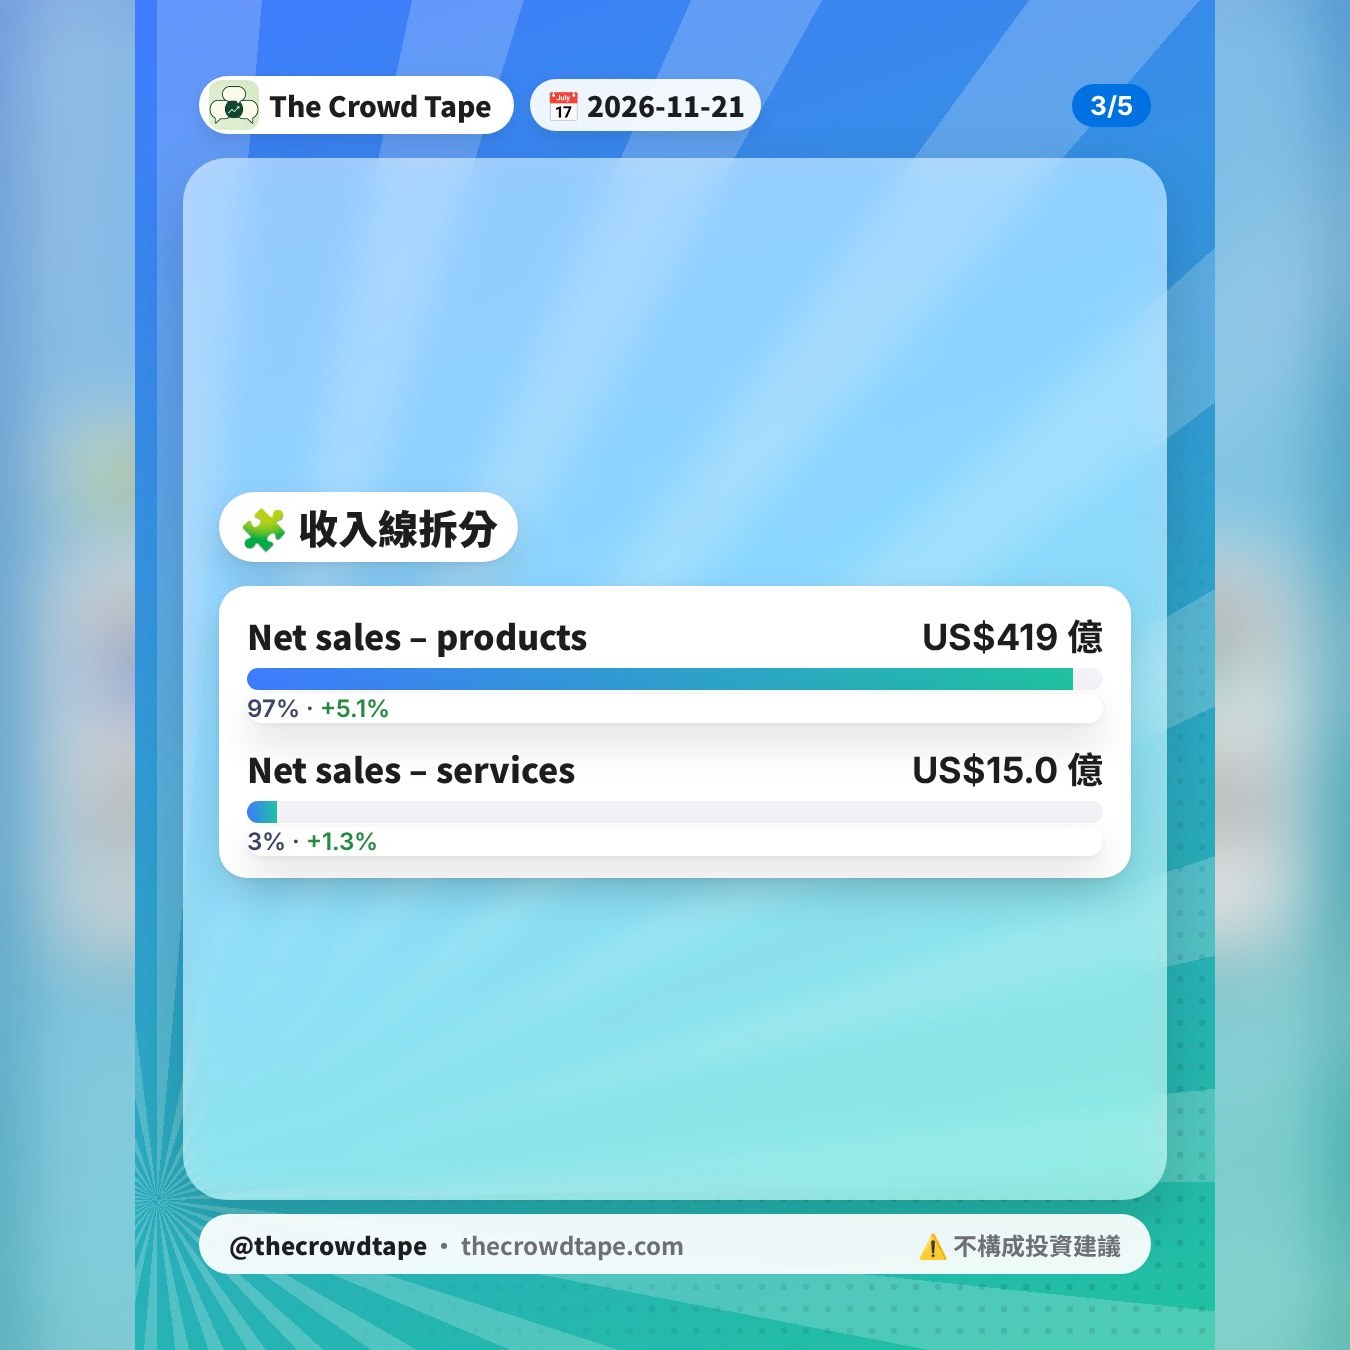 The Crowd Tape
2026-11-21
3/5
收入線拆分
Net sales – products US$419 億
97% · +5.1%
Net sales – services US$15.0 億
3% · +1.3%
@thecrowdtape • thecrowdtape.com
不構成投資建議